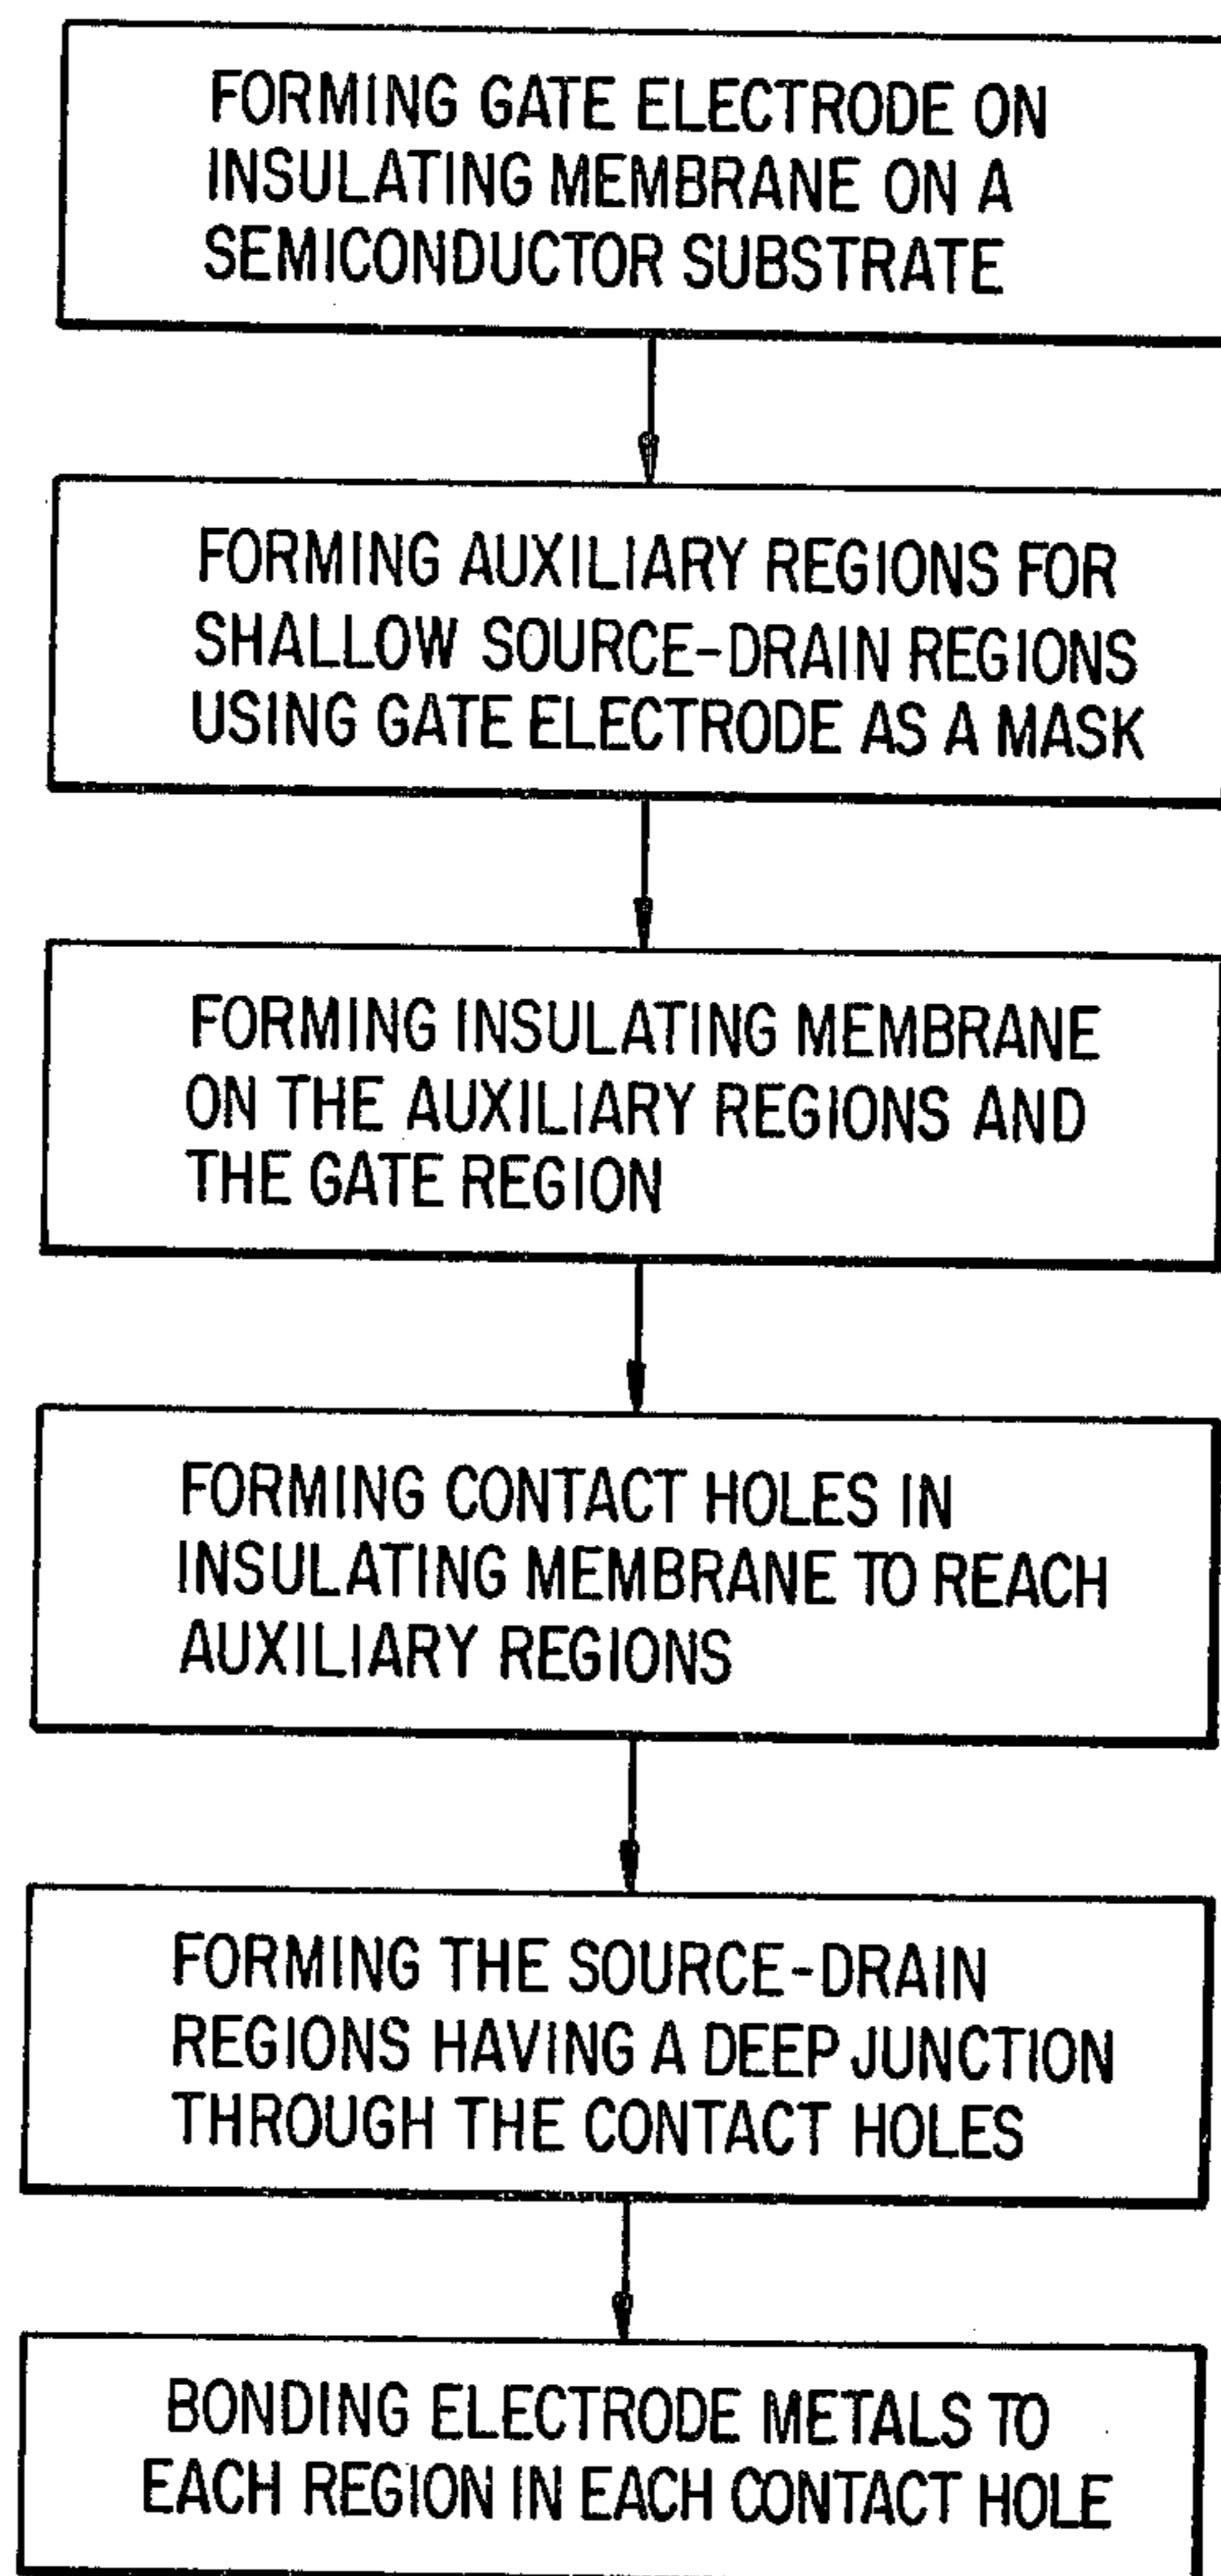 FORMING GATE ELECTRODE ON
INSULATING MEMBRANE ON A
SEMICONDUCTOR SUBSTRATE
FORMING AUXILIARY REGIONS FOR
SHALLOW SOURCE-DRAIN REGIONS
USING GATE ELECTRODE AS A MASK
FORMING INSULATING MEMBRANE
ON THE AUXILIARY REGIONS AND
THE GATE REGION
FORMING CONTACT HOLES IN
INSULATING MEMBRANE TO REACH
AUXILIARY REGIONS
FORMING THE SOURCE-DRAIN
REGIONS HAVING A DEEP JUNCTION
THROUGH THE CONTACT HOLES
BONDING ELECTRODE METALS TO
EACH REGION IN EACH CONTACT HOLE